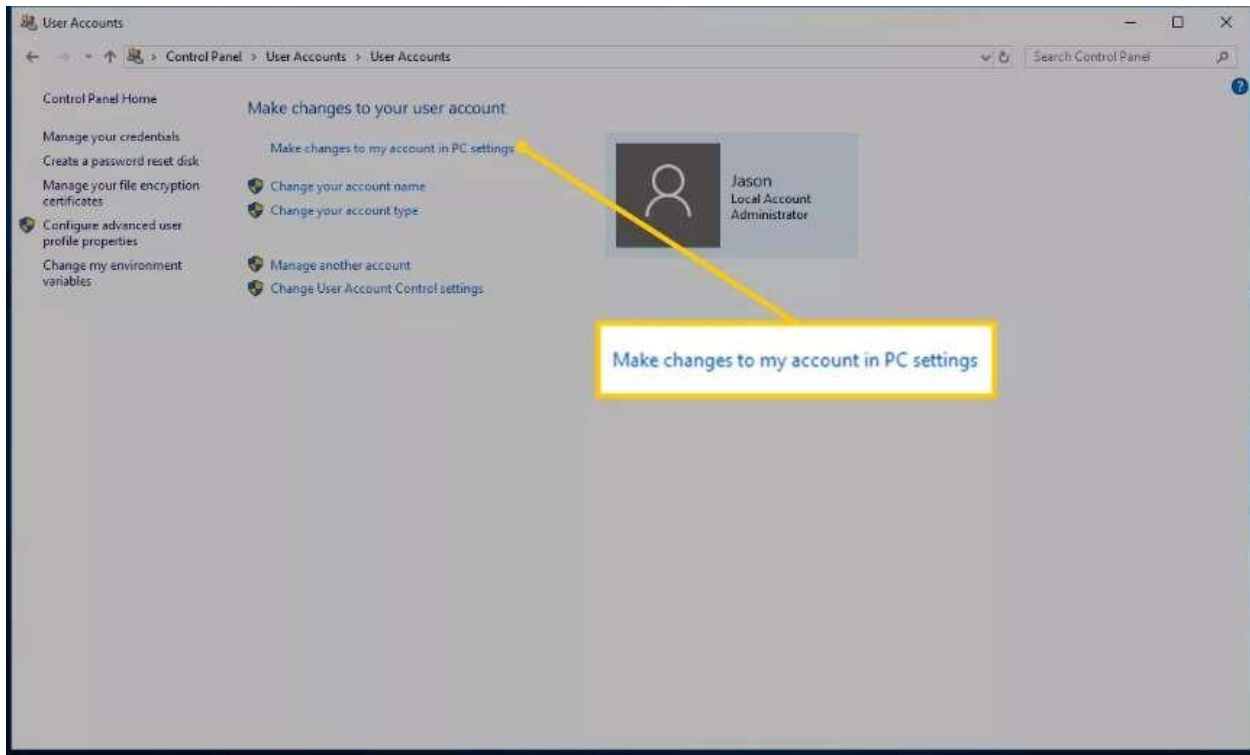 User Accounts
Control Panel > User Accounts > User Accounts
Search Control Panel
Control Panel Home
Manage your credentials
Create a password reset disk
Manage your file encryption
certificates
Configure advanced user
profile properties
Change my environment
variables
Make changes to your user account
Make changes to my account in PC settings
Change your account name
Change your account type
Manage another account
Change User Account Control settings
Jason
Local Account
Administrator
Make changes to my account in PC settings